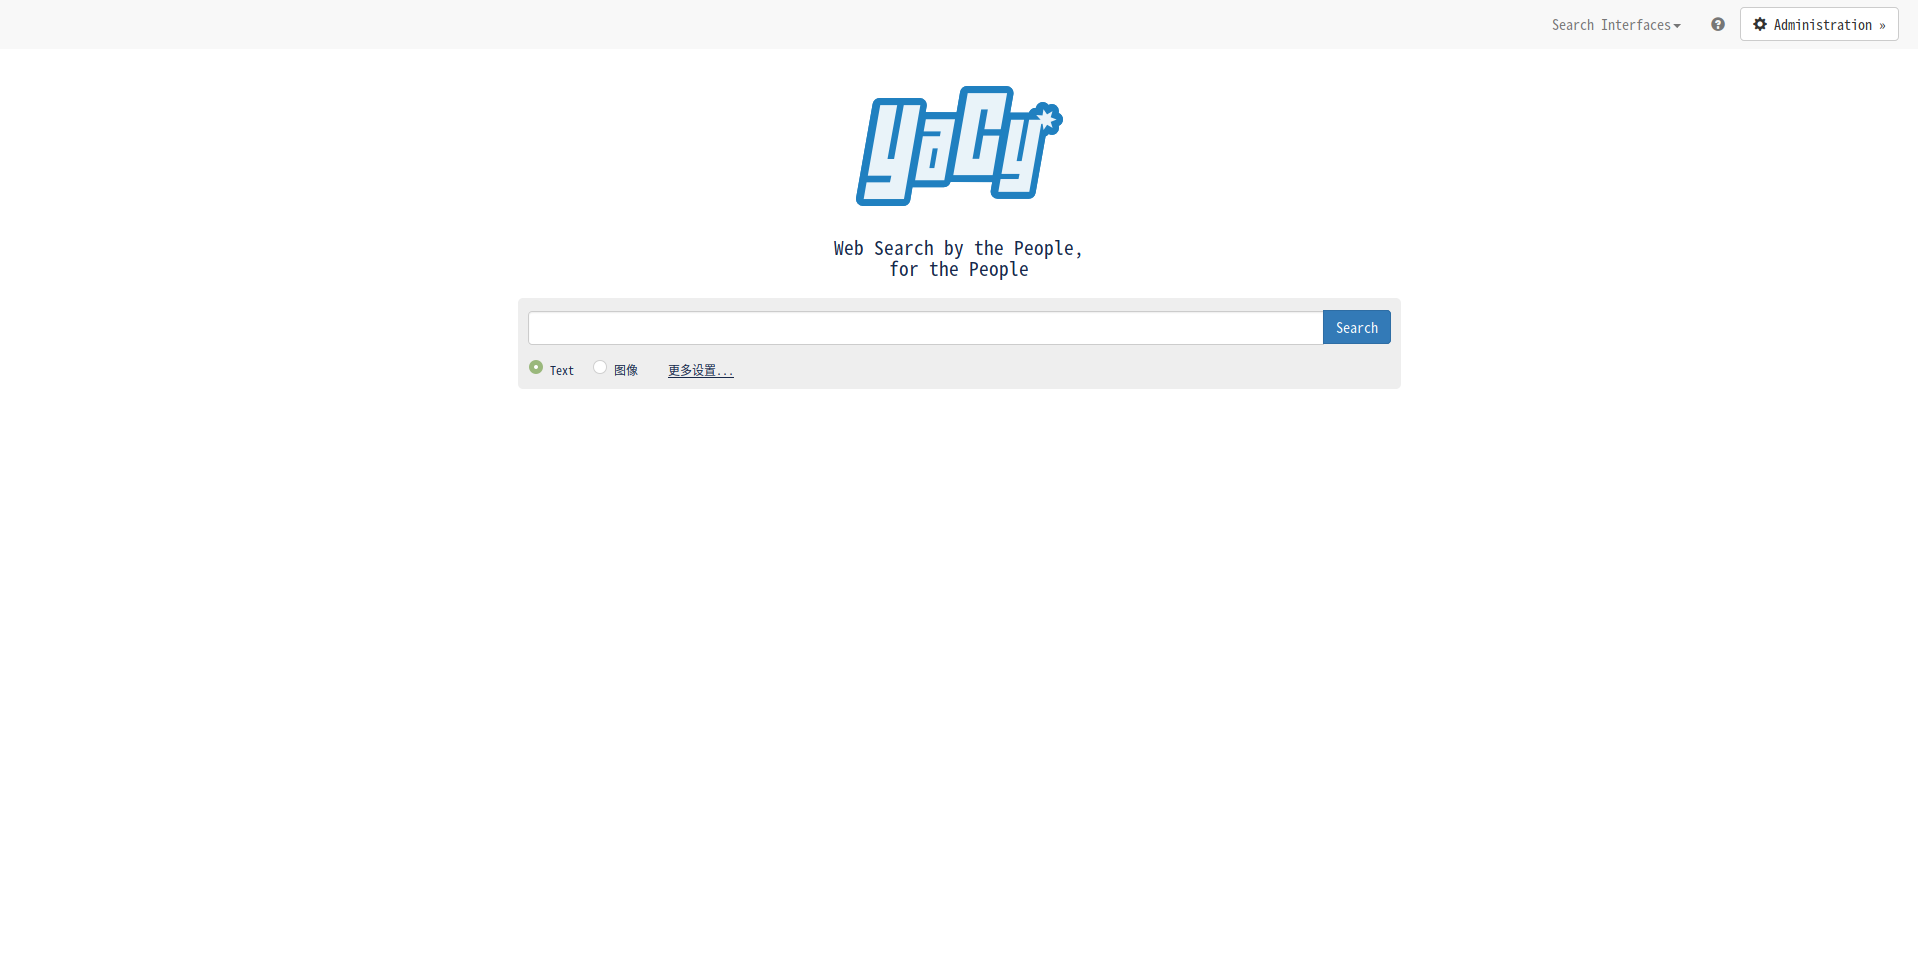 Search Interfaces
Administration »
YaCy
Web Search by the People,
for the People
Search
Text
图像
更多设置...